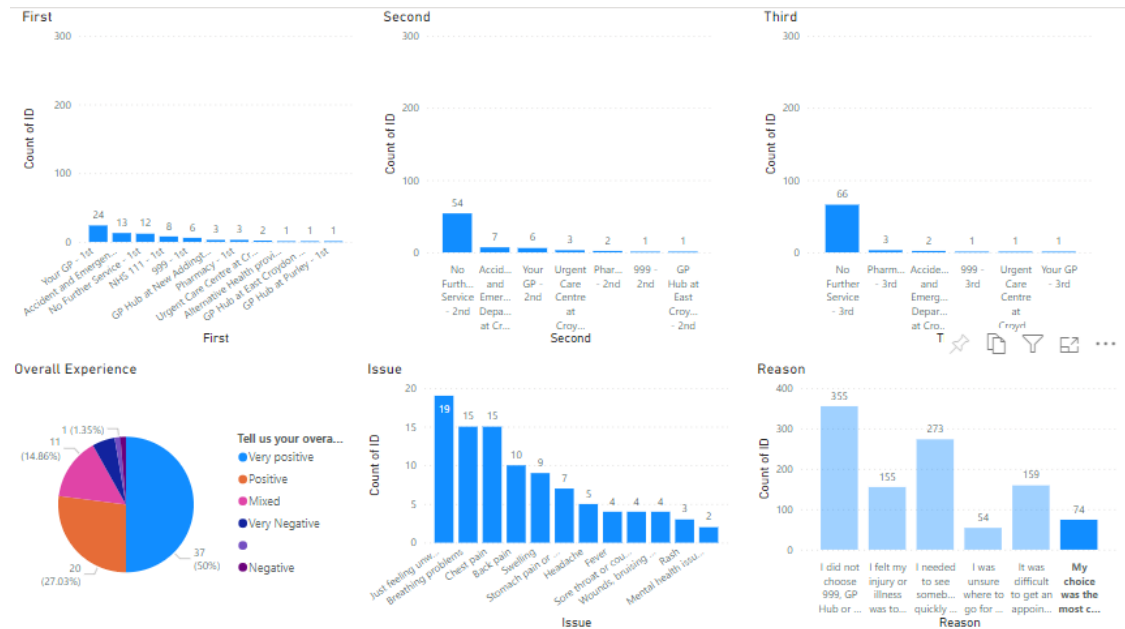 First
300
200
100
0
Count of ID
24
13
12
8
6
3
3
2
1
1
1
Your GP - 1st
Accident and Emergen...
No Further Service - 1st
NHS 111 - 1st
999 - 1st
GP Hub at New Addingt...
Pharmacy - 1st
Urgent Care Centre at Cr...
Alternative Health provi...
GP Hub at East Croydon ...
GP Hub at Purley - 1st
First
Second
300
200
100
0
Count of ID
54
7
6
3
2
1
1
No
Furth...
Service
- 2nd
Accid...
and
Emer...
Depa...
at Cr...
Your
GP -
2nd
Urgent
Care
Centre
at
Croy...
Phar...
- 2nd
999 -
2nd
GP
Hub at
East
Croy...
- 2nd
Second
Third
300
200
100
0
Count of ID
66
3
2
1
1
1
No
Further
Service
- 3rd
Pharm...
- 3rd
Accide...
and
Emerg...
Depar...
at Cro...
999 -
3rd
Urgent
Care
Centre
at
Croyd...
Your GP
- 3rd
T
Overall Experience
1 (1.35%)
11
(14.86%)
20
(27.03%)
37
(50%)
Tell us your overa...
Very positive
Positive
Mixed
Very Negative
Negative
Issue
20
15
10
5
0
Count of ID
19
15
15
10
9
7
5
4
4
4
3
2
Just feeling unw...
Breathing problems
Chest pain
Back pain
Swelling
Stomach pain or ...
Headache
Fever
Sore throat or cou...
Wounds, bruising ...
Rash
Mental health issu...
Issue
Reason
400
300
200
100
0
Count of ID
355
155
273
54
159
74
I did not
choose
999, GP
Hub or ...
I felt my
injury or
illness
was to...
I needed
to see
someb...
quickly ...
I was
unsure
where to
go for ...
It was
difficult
to get an
appoin...
My
choice
was the
most c...
Reason